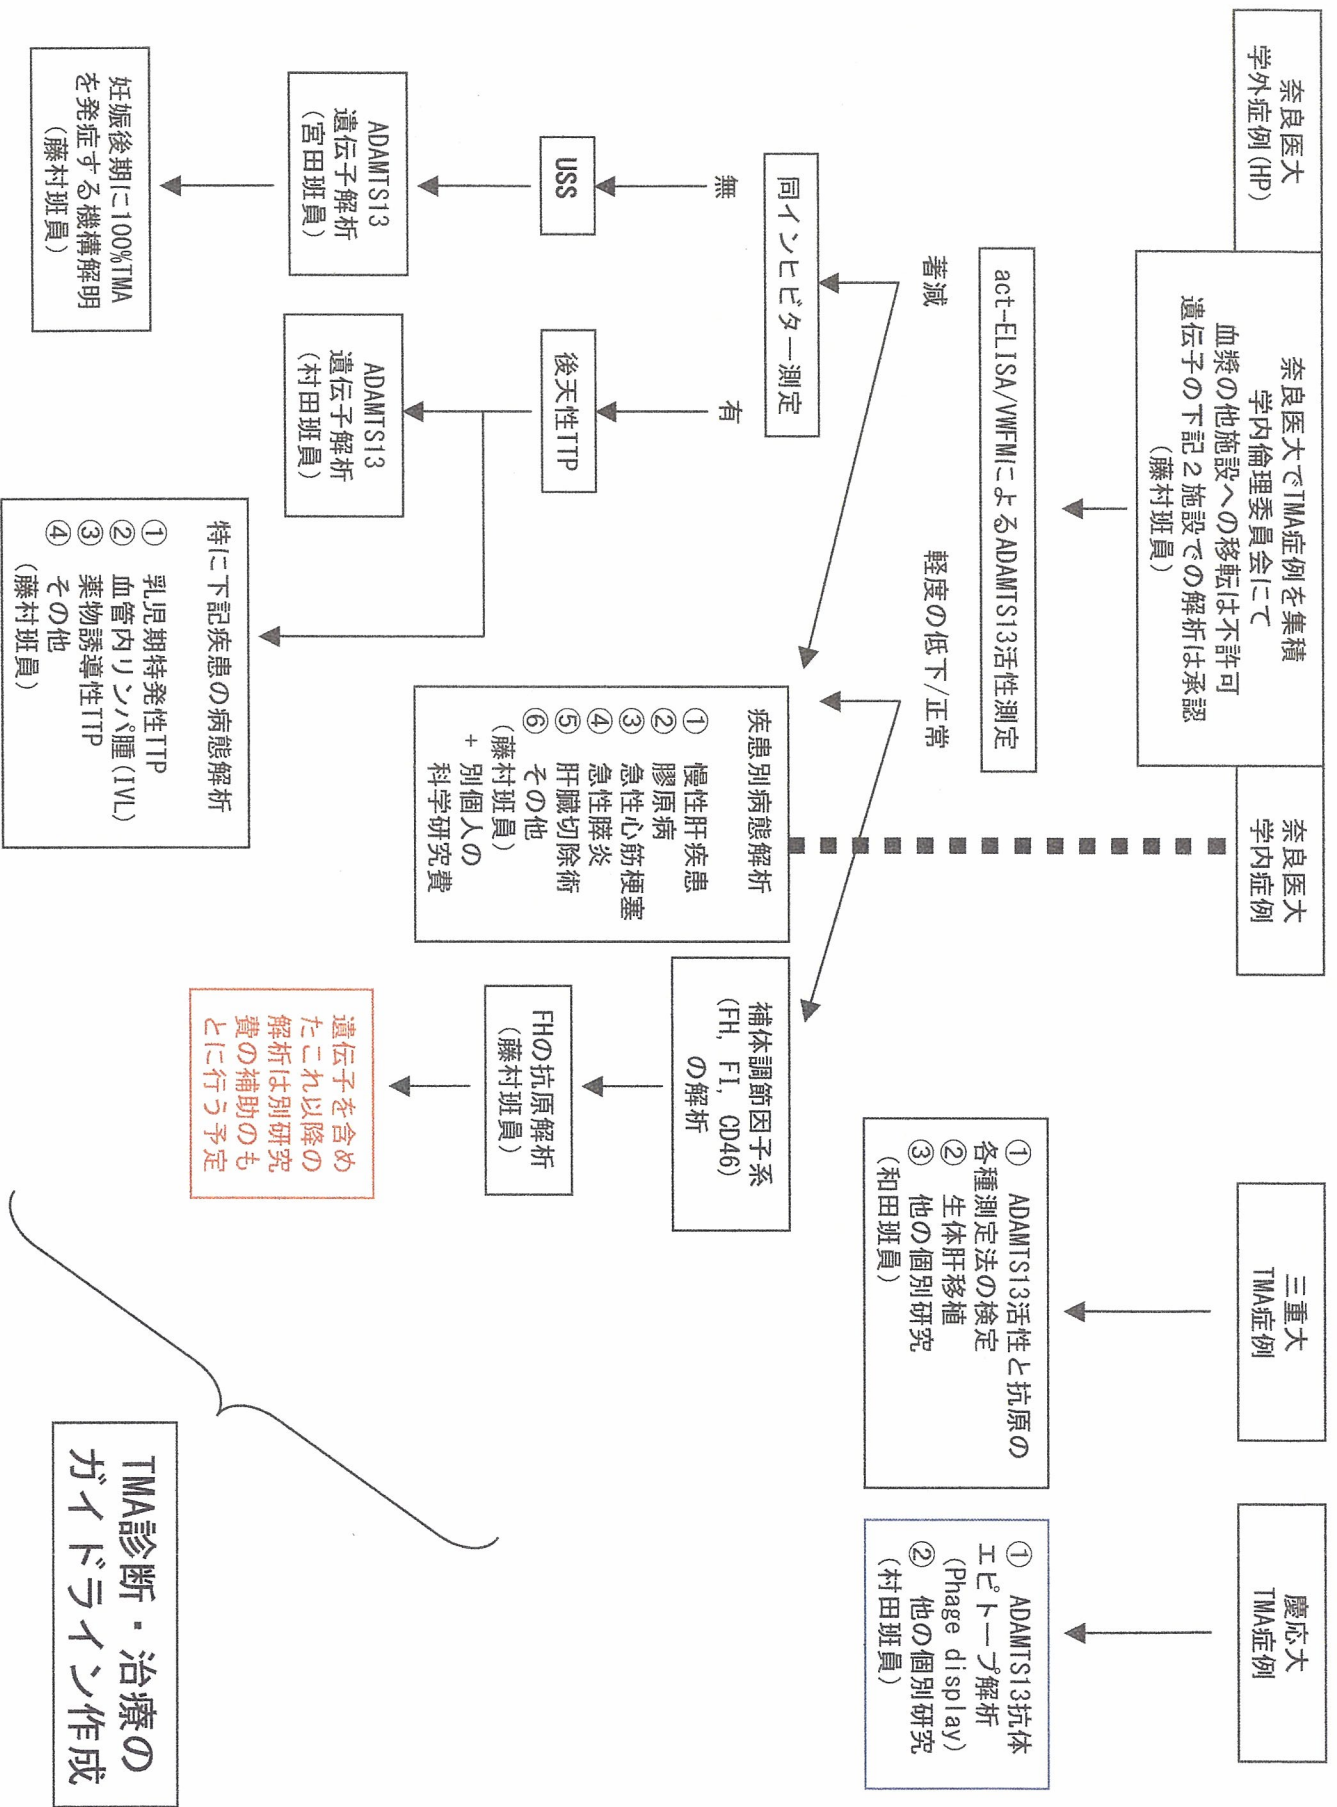 奈良医大
学外症例(HP)
奈良医大でTMA症例を集積
学内倫理委員会にて
血漿の他施設への移転は不許可
遺伝子の下記2施設での解析は承認
(藤村班員)
奈良医大
学内症例
三重大
TMA症例
慶応大
TMA症例
act-ELISA/VWFMによるADAMTS13活性測定
著減
軽度の低下/正常
① ADAMTS13活性と抗原の
各種測定法の検定
② 生体肝移植
③ 他の個別研究
(和田班員)
① ADAMTS13抗体
エピトープ解析
(Phage display)
② 他の個別研究
(村田班員)
同インヒビター測定
無
有
疾患別病態解析
① 慢性肝疾患
② 膠原病
③ 急性心筋梗塞
④ 急性膵炎
⑤ 肝臓切除術
⑥ その他
(藤村班員)
+ 別個人の
科学研究費
補体調節因子系
(FH, FI, CD46)
の解析
USS
後天性TTP
FHの抗原解析
(藤村班員)
ADAMTS13
遺伝子解析
(宮田班員)
ADAMTS13
遺伝子解析
(村田班員)
遺伝子を含め
たこれ以降の
解析は別研究
費の補助のも
とに行う予定
妊娠後期に100%TMA
を発症する機構解明
(藤村班員)
特に下記疾患の病態解析
① 乳児期特発性TTP
② 血管内リンパ腫(IVL)
③ 薬物誘導性TTP
④ その他
(藤村班員)
TMA診断・治療の
ガイドライン作成